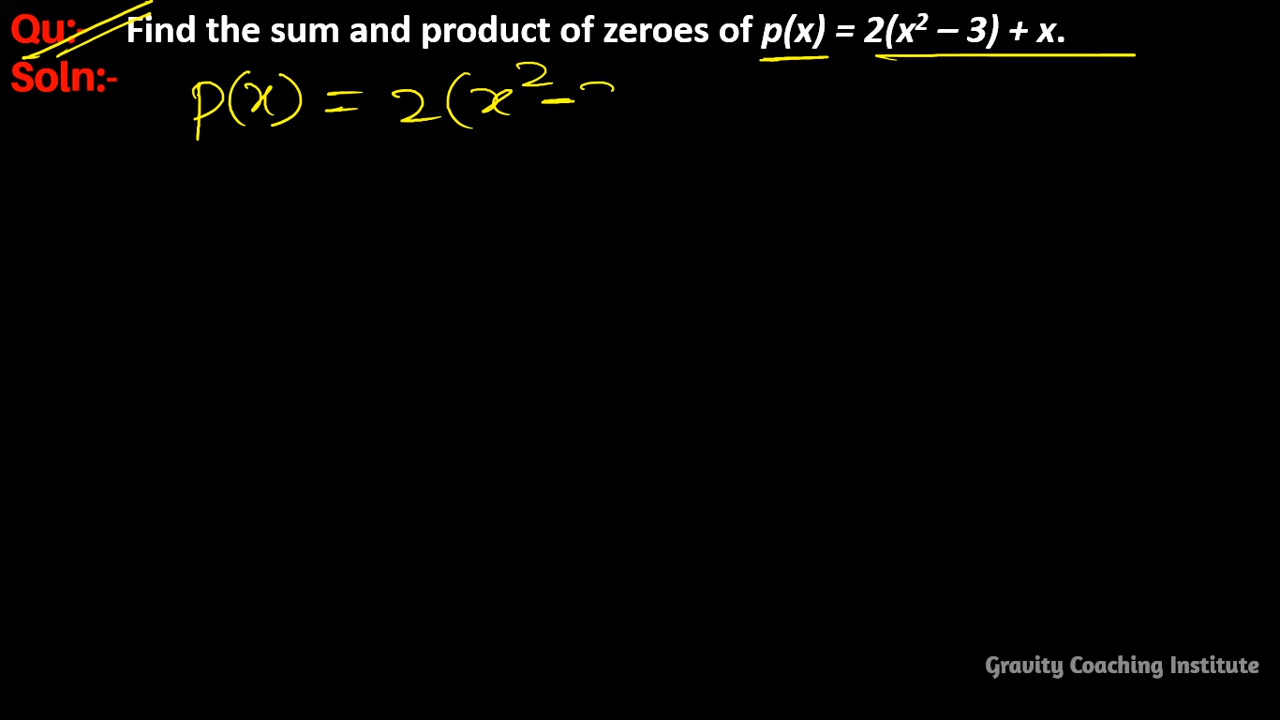 Qu:- Find the sum and product of zeroes of p(x) = 2(x² – 3) + x.
Soln:-
p(x) = 2(x² -
Gravity Coaching Institute